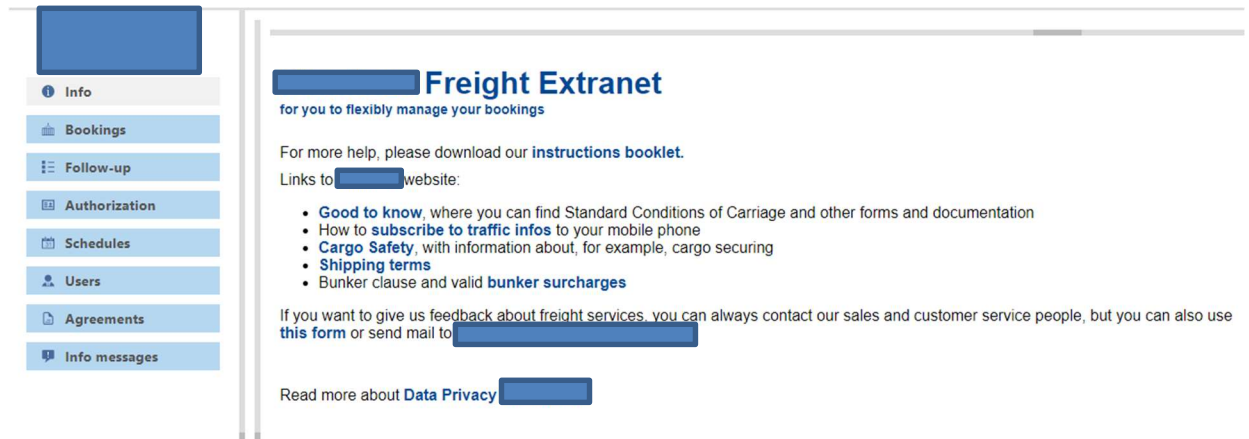 Info
Bookings
Follow-up
Authorization
Schedules
Users
Agreements
Info messages
Freight Extranet
for you to flexibly manage your bookings
For more help, please download our instructions booklet.
Links to website:
Good to know, where you can find Standard Conditions of Carriage and other forms and documentation
How to subscribe to traffic infos to your mobile phone
Cargo Safety, with information about, for example, cargo securing
Shipping terms
Bunker clause and valid bunker surcharges
If you want to give us feedback about freight services, you can always contact our sales and customer service people, but you can also use
this form or send mail to
Read more about Data Privacy